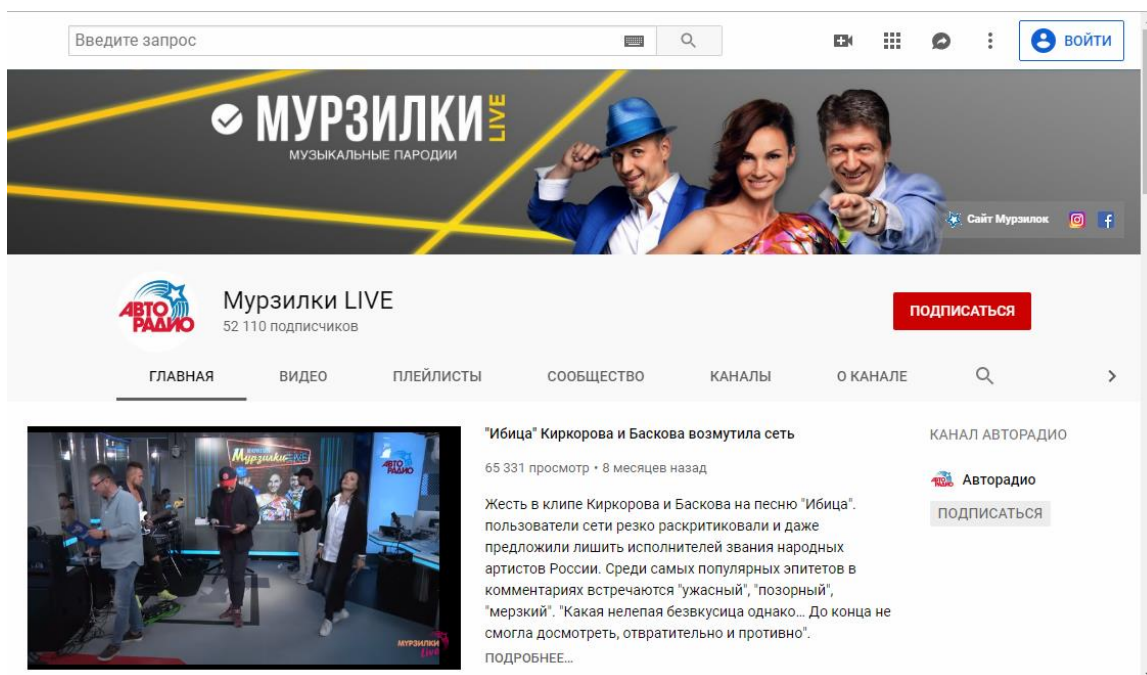 Введите запрос
ВОЙТИ
МУРЗИЛКИ LIVE
МУЗЫКАЛЬНЫЕ ПАРОДИИ
Сайт Мурзилок
АВТО
РАДИО
Мурзилки LIVE
52 110 подписчиков
ПОДПИСАТЬСЯ
ГЛАВНАЯ
ВИДЕО
ПЛЕЙЛИСТЫ
СООБЩЕСТВО
КАНАЛЫ
О КАНАЛЕ
Мурзилки LIVE
АВТО
РАДИО
МУРЗИЛКИ
Live
"Ибица" Киркорова и Баскова возмутила сеть
65 331 просмотр • 8 месяцев назад
Жесть в клипе Киркорова и Баскова на песню "Ибица".
пользователи сети резко раскритиковали и даже
предложили лишить исполнителей звания народных
артистов России. Среди самых популярных эпитетов в
комментариях встречаются "ужасный", "позорный",
"мерзкий". "Какая нелепая безвкусица однако... До конца не
смогла досмотреть, отвратительно и противно".
ПОДРОБНЕЕ...
КАНАЛ АВТОРАДИО
Авторадио
ПОДПИСАТЬСЯ